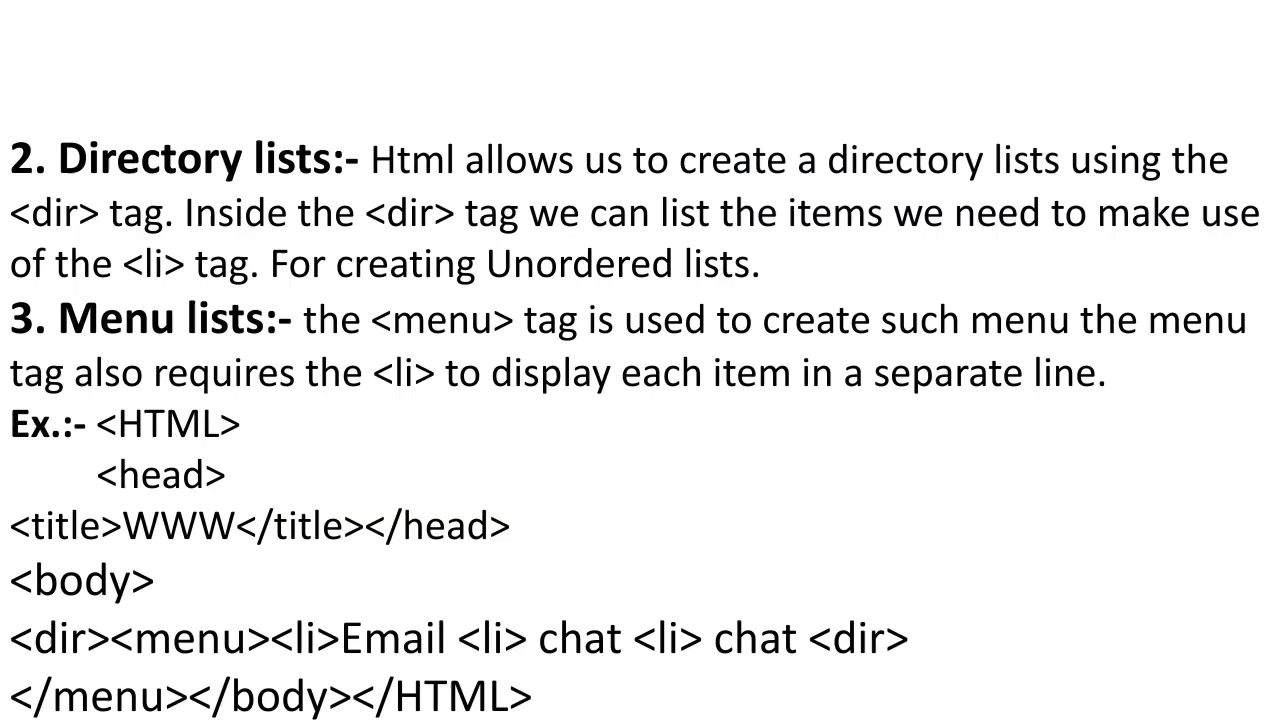 2. Directory lists:- Html allows us to create a directory lists using the
<dir> tag. Inside the <dir> tag we can list the items we need to make use
of the <li> tag. For creating Unordered lists.
3. Menu lists:- the <menu> tag is used to create such menu the menu
tag also requires the <li> to display each item in a separate line.
Ex.:- <HTML>
<head>
<title>WWW</title></head>
<body>
<dir><menu><li>Email <li> chat <li> chat <dir>
</menu></body></HTML>